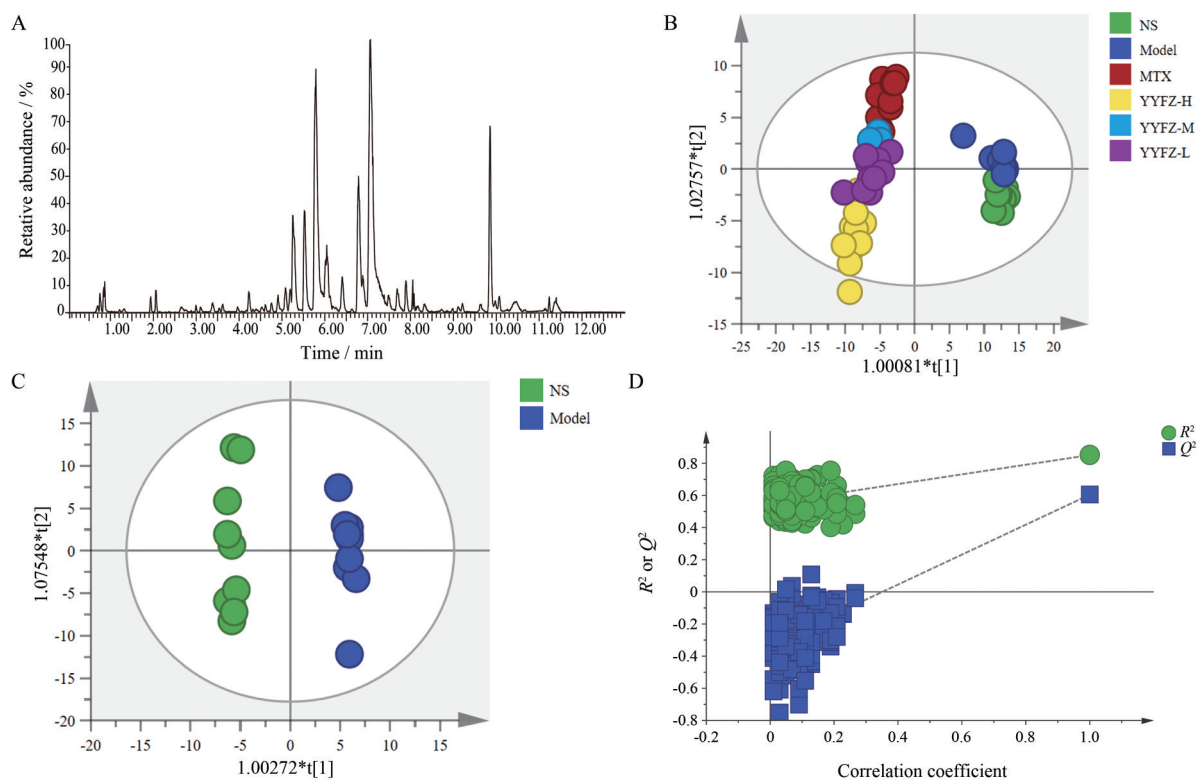 A
Relative abundance / %
100
90
80
70
60
50
40
30
20
10
0
1.00 2.00 3.00 4.00 5.00 6.00 7.00 8.00 9.00 10.00 11.00 12.00
Time / min
B
NS
Model
MTX
YYFZ-H
YYFZ-M
YYFZ-L
1.02757*t[2]
10
5
0
-5
-10
-15
-25 -20 -15 -10 -5 0 5 10 15 20
1.00081*t[1]
C
NS
Model
1.07548*t[2]
15
10
5
0
-5
-10
-15
-20
-20 -15 -10 -5 0 5 10 15
1.00272*t[1]
D
R²
Q²
R² or Q²
0.8
0.6
0.4
0.2
0
-0.2
-0.4
-0.6
-0.8
-0.2 0 0.2 0.4 0.6 0.8 1.0
Correlation coefficient